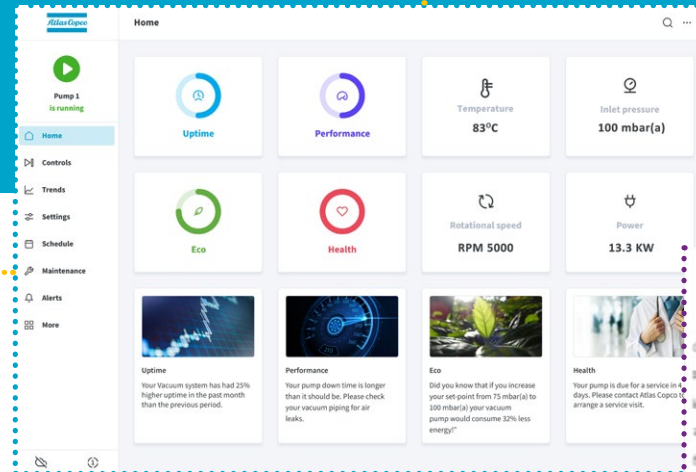 Atlas Copco
Home
Pump 1
is running
Home
Controls
Trends
Settings
Schedule
Maintenance
Alerts
More
Uptime
Performance
Temperature
83°C
Inlet pressure
100 mbar(a)
Eco
Health
Rotational speed
RPM 5000
Power
13.3 KW
Uptime
Your Vacuum system has had 25%
higher uptime in the past month
than the previous period.
Performance
Your pump down time is longer
than it should be. Please check
your vacuum piping for air
leaks.
Eco
Did you know that if you increase
your set-point from 75 mbar(a) to
100 mbar(a) your vacuum
pump would consume 32% less
energy!"
Health
Your pump is due for a service in 4
days. Please contact Atlas Copco to
arrange a service visit.